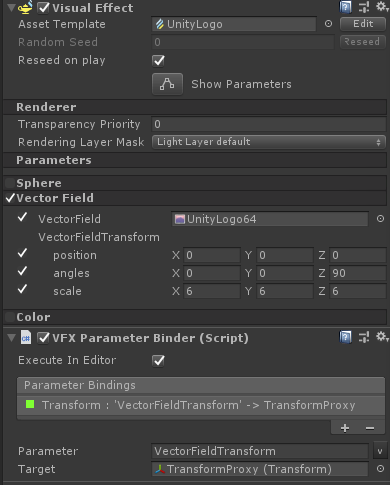 Visual Effect
Asset Template UnityLogo Edit
Random Seed 0 Reseed
Reseed on play
Show Parameters
Renderer
Transparency Priority 0
Rendering Layer Mask Light Layer default
Parameters
Sphere
Vector Field
VectorField UnityLogo64
VectorFieldTransform
position X 0 Y 0 Z 0
angles X 0 Y 0 Z 90
scale X 6 Y 6 Z 6
Color
VFX Parameter Binder (Script)
Execute In Editor
Parameter Bindings
Transform : 'VectorFieldTransform' -> TransformProxy
+ −
Parameter VectorFieldTransform v
Target TransformProxy (Transform)